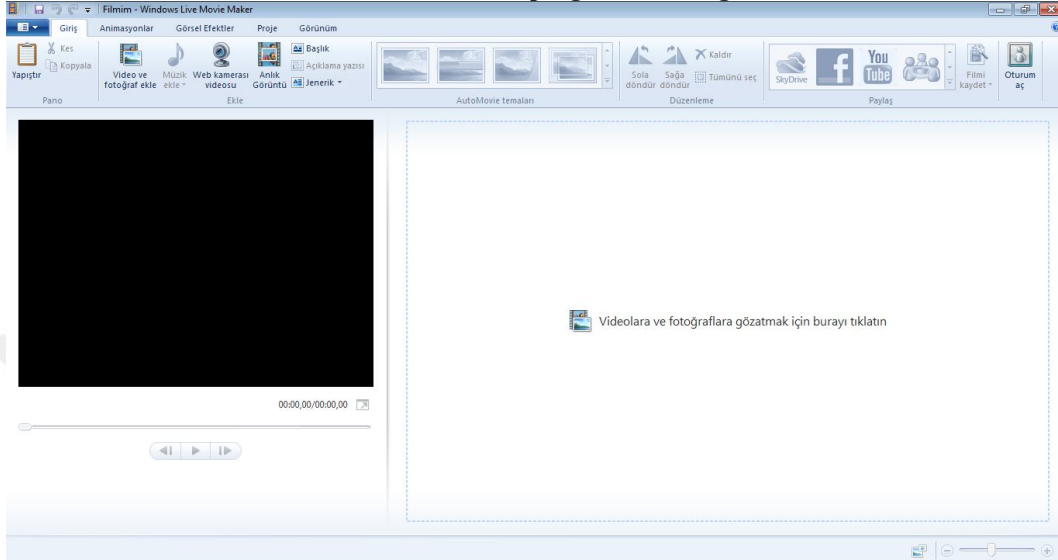 Filmim - Windows Live Movie Maker
Giriş Animasyonlar Görsel Efektler Proje Görünüm
Yapıştır
Kes
Kopyala
Pano
Video ve
fotoğraf ekle
Müzik
ekle
Web kamerası
videosu
Anlık
Görüntü
Başlık
Açıklama yazısı
Jenerik
Ekle
AutoMovie temaları
Sola
döndür
Sağa
döndür
Kaldır
Tümünü seç
Düzenleme
SkyDrive
You
Tube
Paylaş
Filmi
kaydet
Oturum
aç
Videolara ve fotoğraflara gözatmak için burayı tıklatın
00:00,00/00:00,00